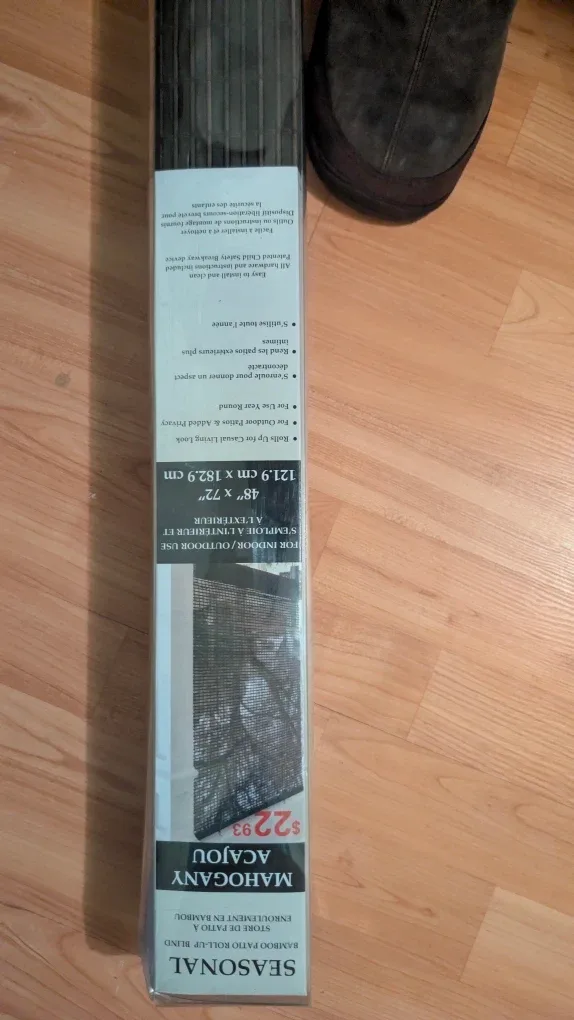 SEASONAL
BAMBOO PATIO ROLL-UP BLIND
STORE DE PATIO À
ENROULEMENT EN BAMBOU
MAHOGANY
ACAJOU
$22.93
FOR INDOOR / OUTDOOR USE
S'EMPLOIE À L'INTÉRIEUR ET
À L'EXTÉRIEUR
48" x 72"
121.9 cm x 182.9 cm
• Rolls Up for Casual Living Look
• For Outdoor Patios & Added Privacy
• For Use Year Round
• S'enroule pour donner un aspect
décontracté
• Rend les patios extérieurs plus
intimes
• S'utilise toute l'année
Easy to install and clean
All hardware and instructions included
Patented Child Safety Breakway device
Facile à installer et à nettoyer
Outils ou instructions de montage fournis
Dispositif libération-secours breveté pour
la sécurité des enfants